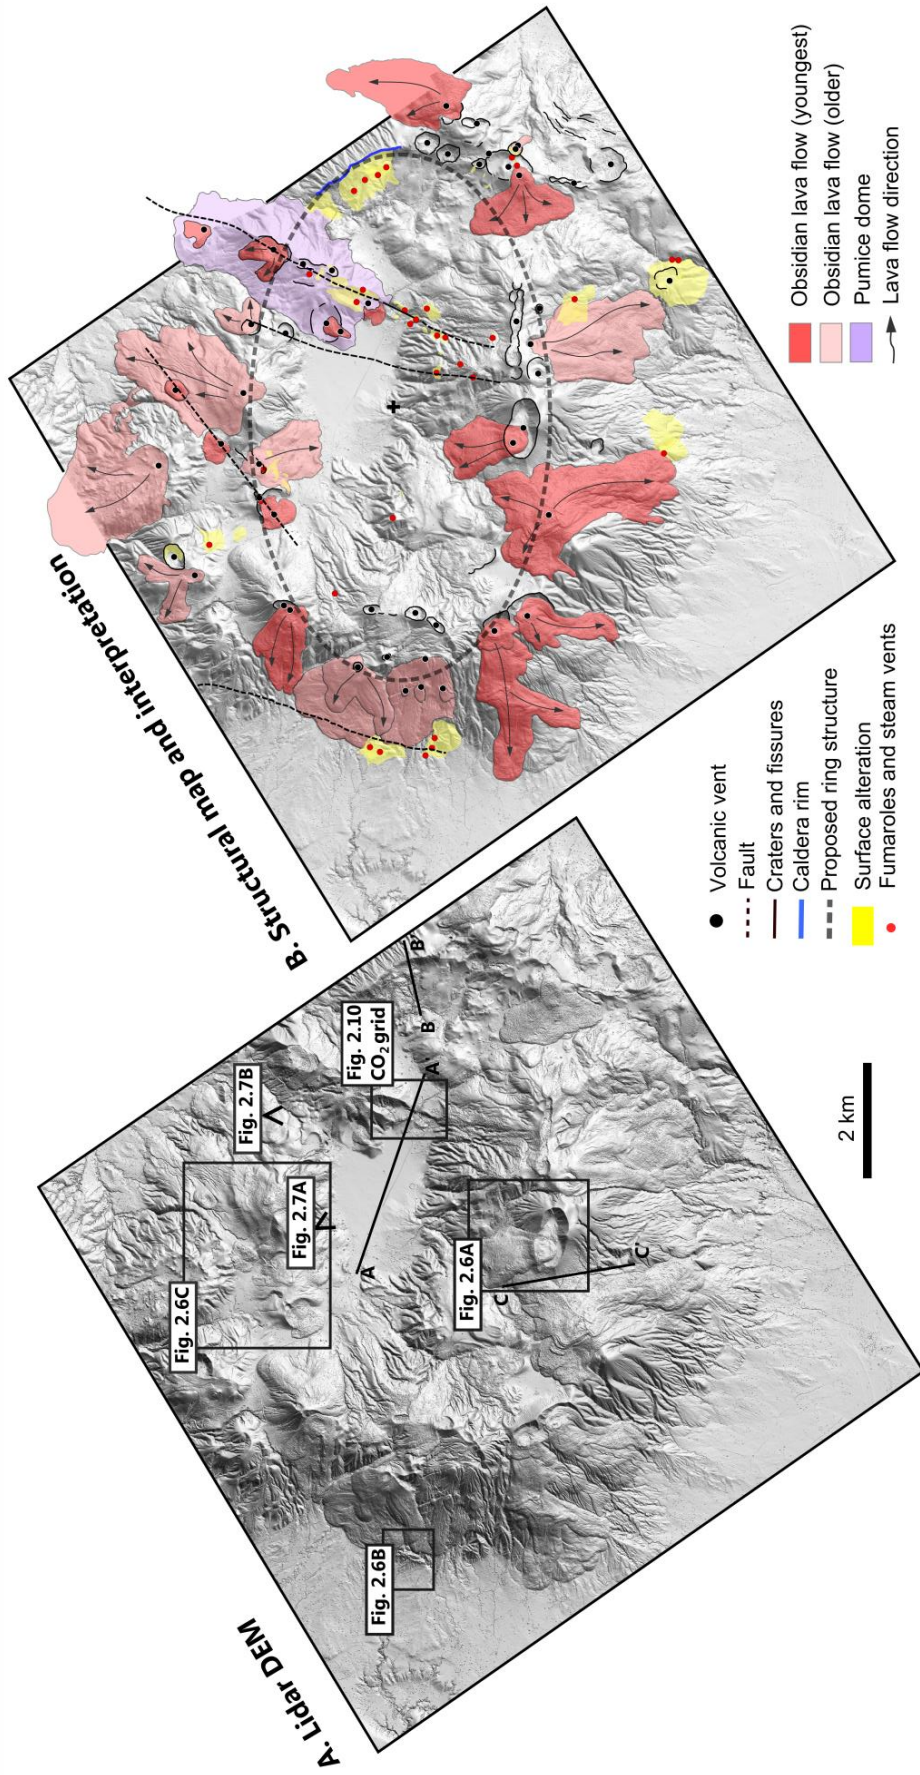 A. Lidar DEM
Fig. 2.6B
Fig. 2.6C
Fig. 2.7A
Fig. 2.7B
Fig. 2.10
CO₂ grid
Fig. 2.6A
A
A'
B
B'
C
C'
2 km
B. Structural map and interpretation
Volcanic vent
Fault
Craters and fissures
Caldera rim
Proposed ring structure
Surface alteration
Fumaroles and steam vents
Obsidian lava flow (youngest)
Obsidian lava flow (older)
Pumice dome
Lava flow direction